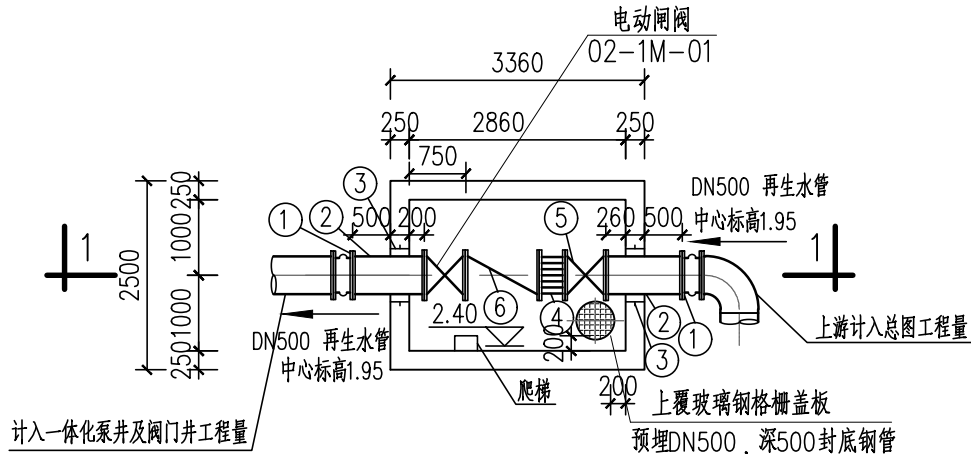 电动闸阀
02-1M-01
3360
250 2860 250
750
DN500 再生水管
中心标高1.95
3
1 2 500 200 5 260 500
1 1
250
1000
2500
1000
250
6 4 2 1
2.40
200
3
DN500 再生水管
中心标高1.95
上游计入总图工程量
爬梯
200
上覆玻璃钢格栅盖板
计入一体化泵井及阀门井工程量
预埋DN500，深500封底钢管